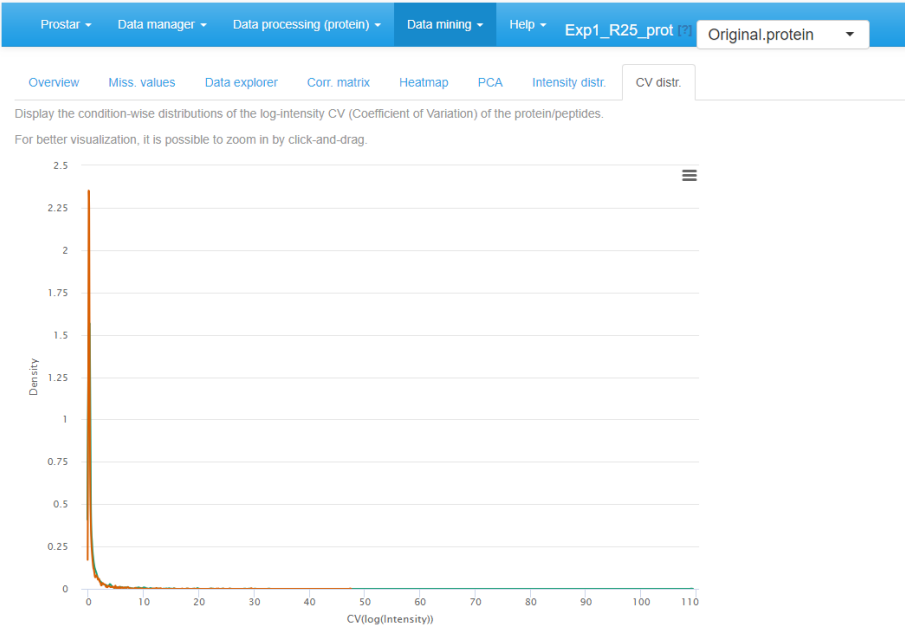 Prostar Data manager Data processing (protein) Data mining Help Exp1_R25_prot [?] Original.protein
Overview Miss. values Data explorer Corr. matrix Heatmap PCA Intensity distr. CV distr.
Display the condition-wise distributions of the log-intensity CV (Coefficient of Variation) of the protein/peptides.
For better visualization, it is possible to zoom in by click-and-drag.
2.5
2.25
2
1.75
1.5
Density
1.25
1
0.75
0.5
0.25
0
0 10 20 30 40 50 60 70 80 90 100 110
CV(log(Intensity))